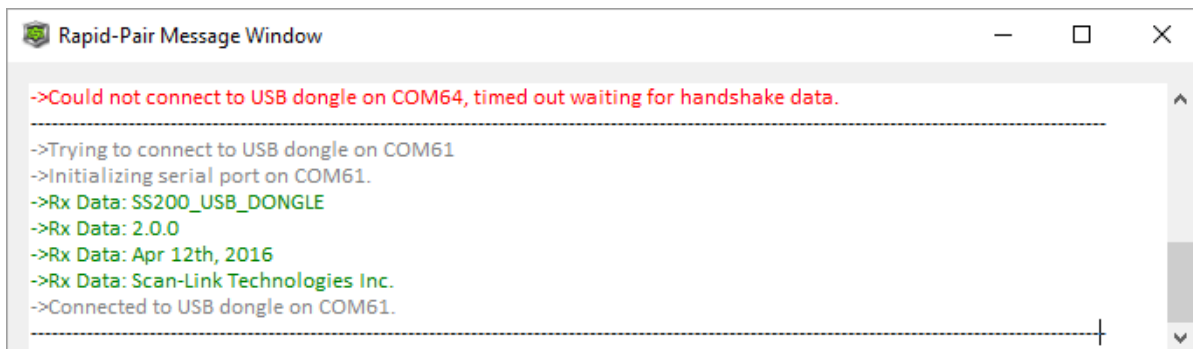 Rapid-Pair Message Window
->Could not connect to USB dongle on COM64, timed out waiting for handshake data.
->Trying to connect to USB dongle on COM61
->Initializing serial port on COM61.
->Rx Data: SS200_USB_DONGLE
->Rx Data: 2.0.0
->Rx Data: Apr 12th, 2016
->Rx Data: Scan-Link Technologies Inc.
->Connected to USB dongle on COM61.